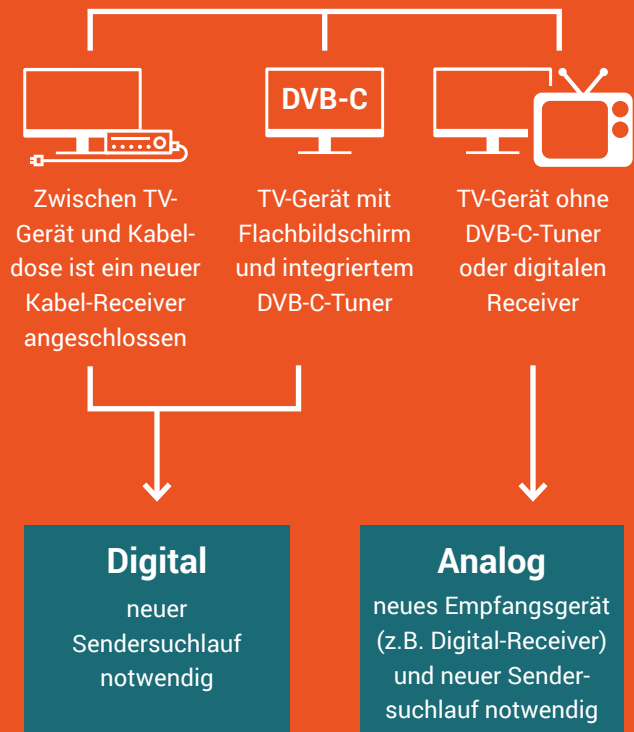 DVB-C
Zwischen TV-
Gerät und Kabel-
dose ist ein neuer
Kabel-Receiver
angeschlossen
TV-Gerät mit
Flachbildschirm
und integriertem
DVB-C-Tuner
TV-Gerät ohne
DVB-C-Tuner
oder digitalen
Receiver
Digital
neuer
Sendersuchlauf
notwendig
Analog
neues Empfangsgerät
(z.B. Digital-Receiver)
und neuer Sender-
suchlauf notwendig